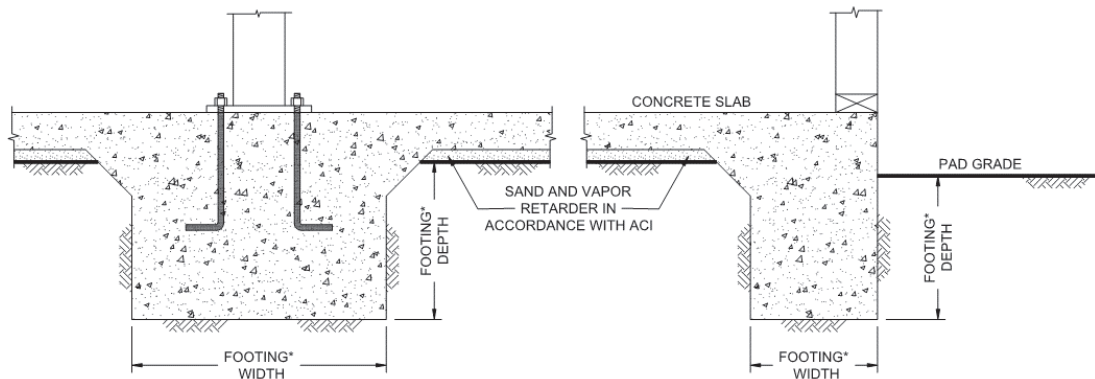 CONCRETE SLAB
PAD GRADE
SAND AND VAPOR
RETARDER IN
ACCORDANCE WITH ACI
FOOTING*
DEPTH
FOOTING*
DEPTH
FOOTING*
WIDTH
FOOTING*
WIDTH